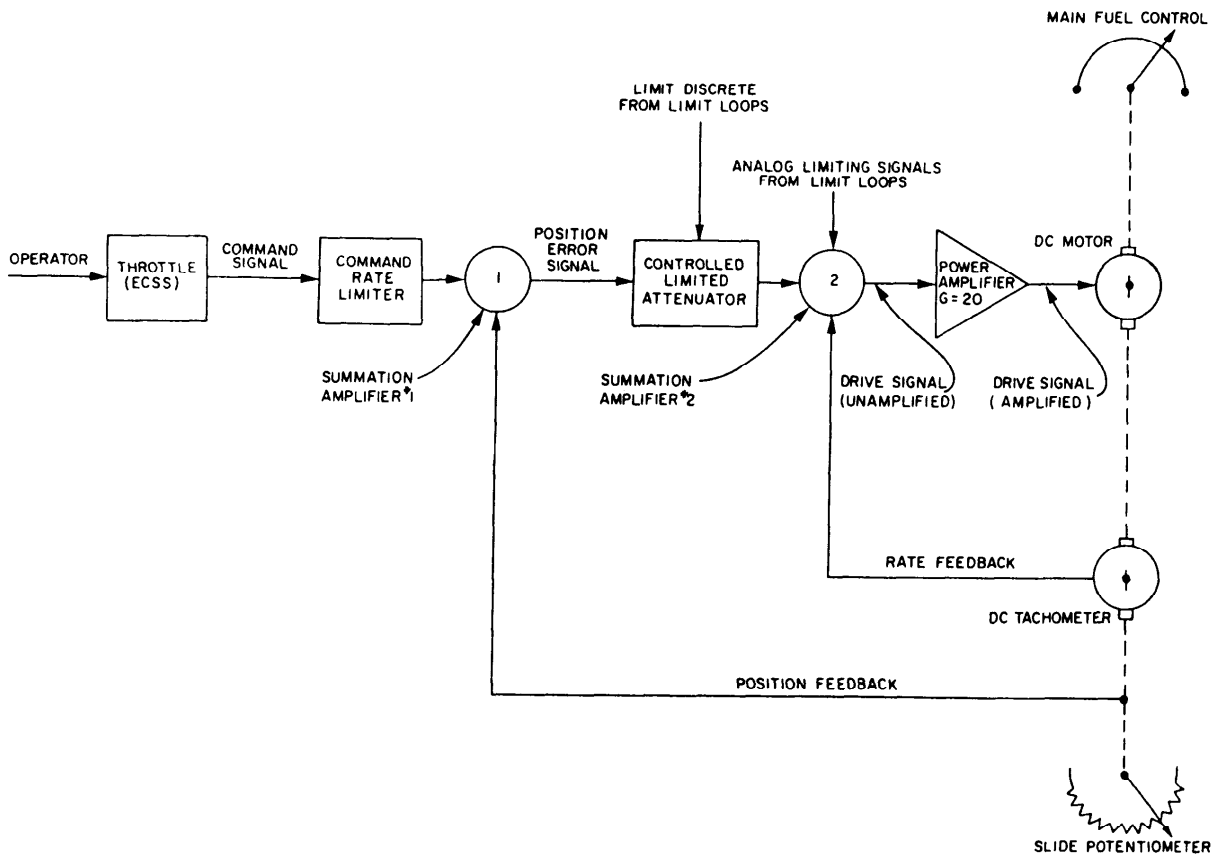 MAIN FUEL CONTROL
LIMIT DISCRETE
FROM LIMIT LOOPS
ANALOG LIMITING SIGNALS
FROM LIMIT LOOPS
OPERATOR
THROTTLE
(ECSS)
COMMAND
SIGNAL
COMMAND
RATE
LIMITER
1
POSITION
ERROR
SIGNAL
CONTROLLED
LIMITED
ATTENUATOR
2
POWER
AMPLIFIER
G = 20
DC MOTOR
SUMMATION
AMPLIFIER #1
SUMMATION
AMPLIFIER #2
DRIVE SIGNAL
(UNAMPLIFIED)
DRIVE SIGNAL
( AMPLIFIED )
RATE FEEDBACK
DC TACHOMETER
POSITION FEEDBACK
SLIDE POTENTIOMETER